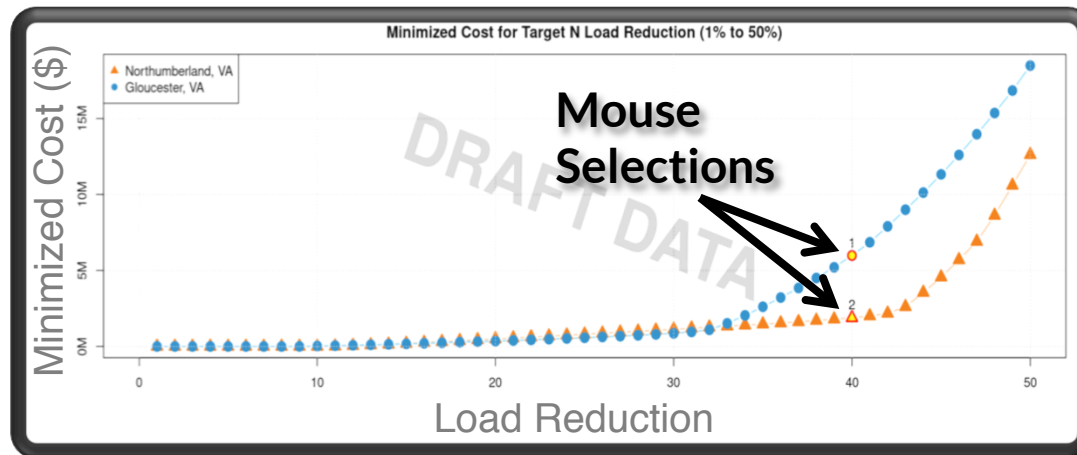 Minimized Cost for Target N Load Reduction (1% to 50%)
Northumberland, VA
Gloucester, VA
Minimized Cost ($)
15M
10M
5M
0M
DRAFT DATA
Mouse
Selections
1
2
0
10
20
30
40
50
Load Reduction